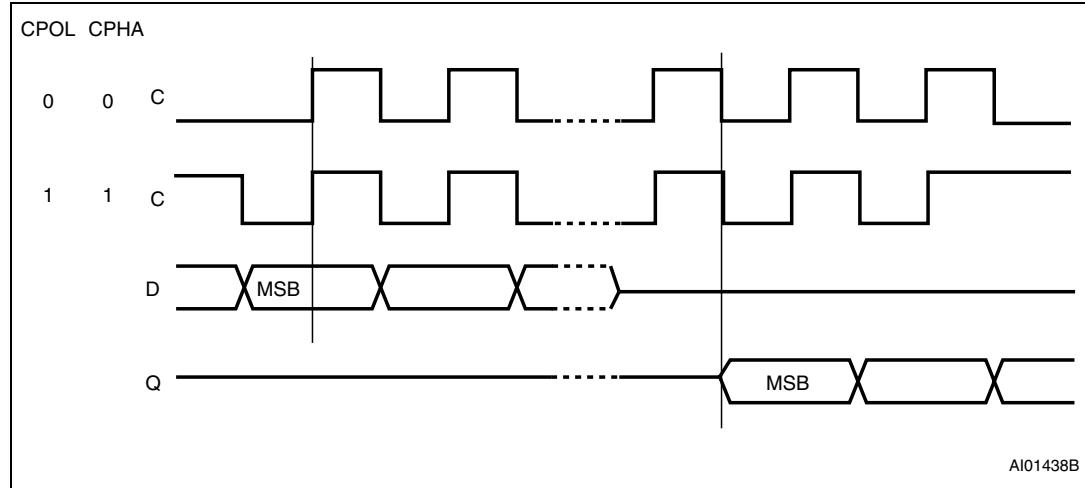 CPOL CPHA
0 0 C
1 1 C
D MSB
Q MSB
AI01438B